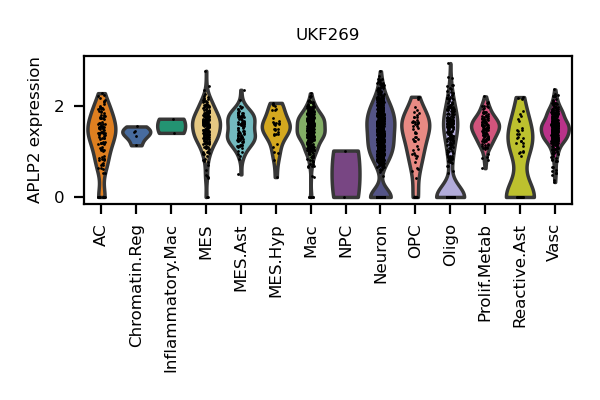 UKF269
APLP2 expression
2
0
AC
Chromatin.Reg
Inflammatory.Mac
MES
MES.Ast
MES.Hyp
Mac
NPC
Neuron
OPC
Oligo
Prolif.Metab
Reactive.Ast
Vasc